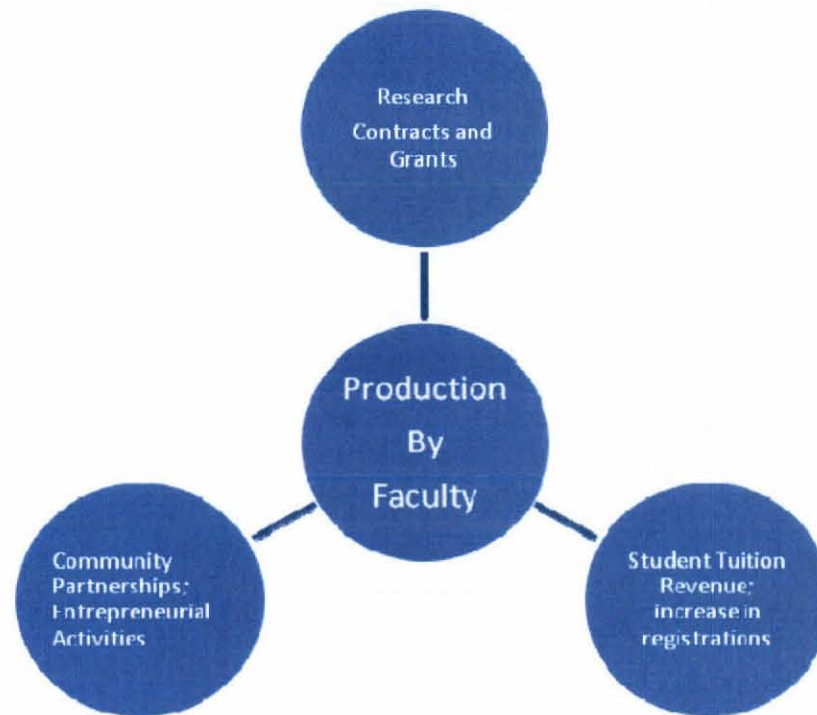 Research
Contracts and
Grants
Production
By
Faculty
Community
Partnerships;
Entrepreneurial
Activities
Student Tuition
Revenue;
increase in
registrations